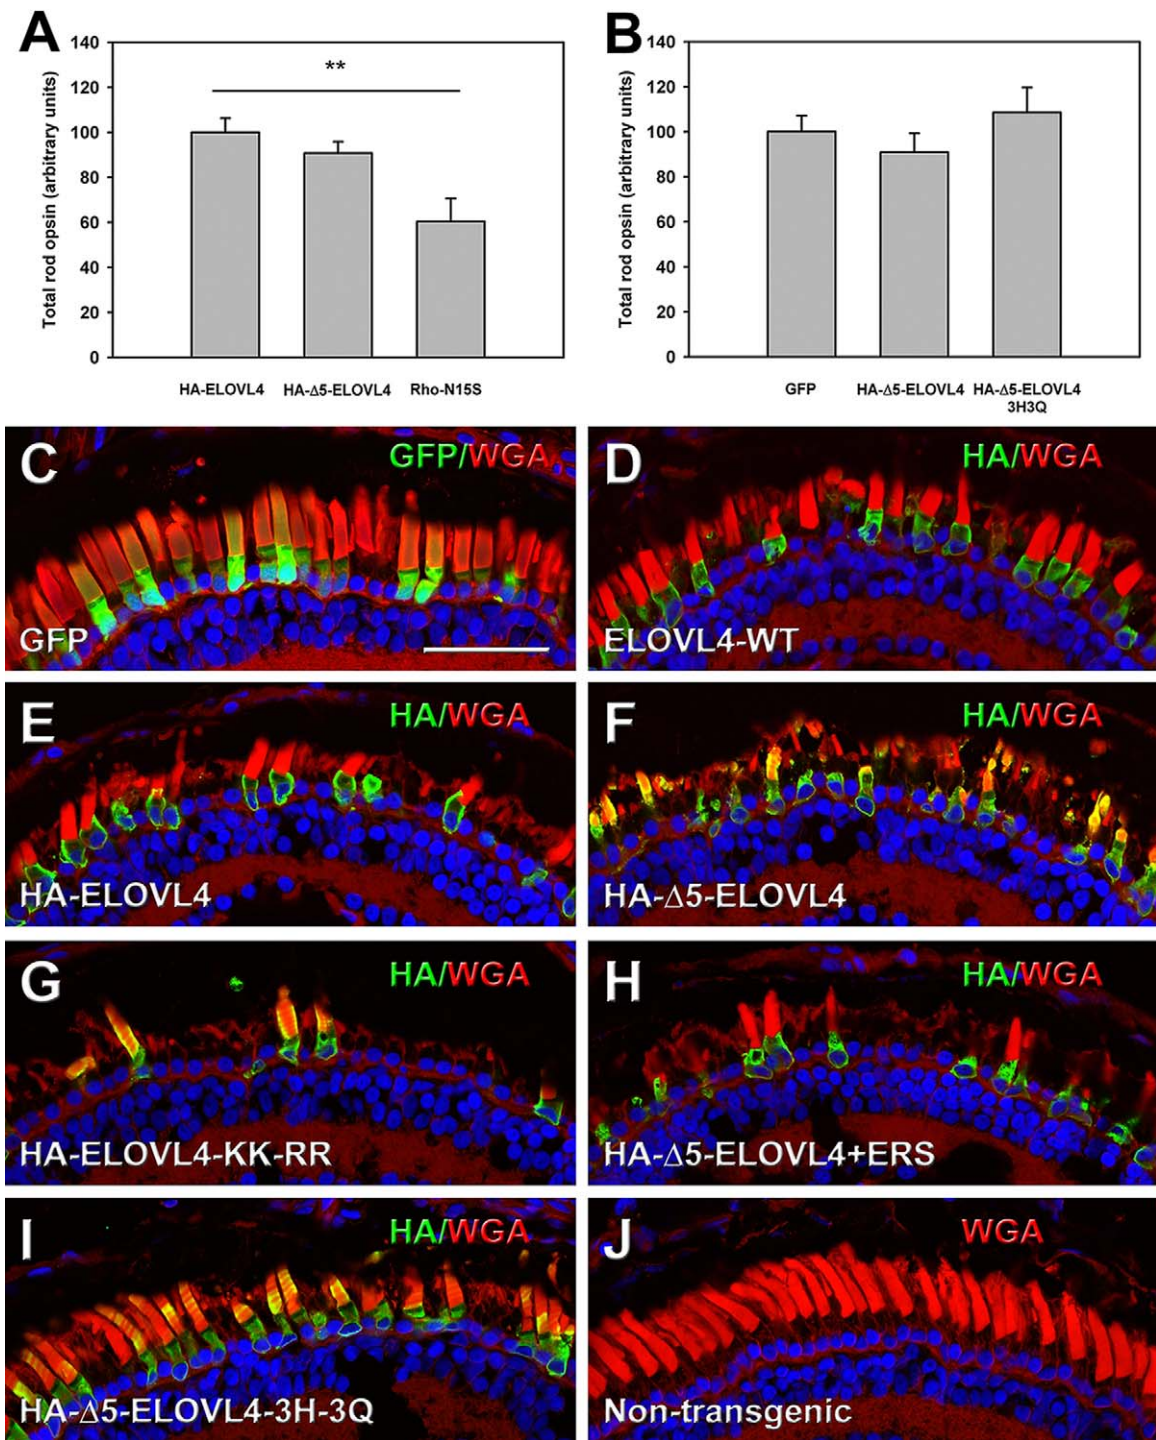 A
Total rod opsin (arbitrary units)
140
120
100
80
60
40
20
0
**
HA-ELOVL4 HA-Δ5-ELOVL4 Rho-N15S
B
Total rod opsin (arbitrary units)
140
120
100
80
60
40
20
0
GFP HA-Δ5-ELOVL4 HA-Δ5-ELOVL4
3H3Q
C GFP/WGA
GFP
D HA/WGA
ELOVL4-WT
E HA/WGA
HA-ELOVL4
F HA/WGA
HA-Δ5-ELOVL4
G HA/WGA
HA-ELOVL4-KK-RR
H HA/WGA
HA-Δ5-ELOVL4+ERS
I HA/WGA
HA-Δ5-ELOVL4-3H-3Q
J WGA
Non-transgenic